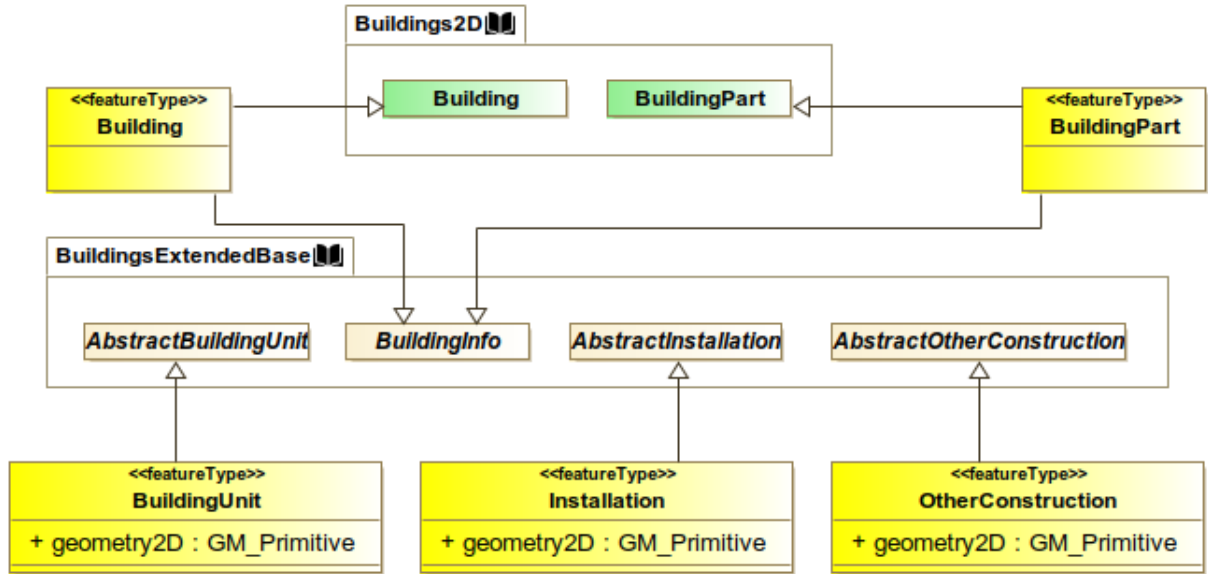 Buildings2D
<<featureType>>
Building
Building
BuildingPart
<<featureType>>
BuildingPart
BuildingsExtendedBase
AbstractBuildingUnit
BuildingInfo
AbstractInstallation
AbstractOtherConstruction
<<featureType>>
BuildingUnit
+ geometry2D : GM_Primitive
<<featureType>>
Installation
+ geometry2D : GM_Primitive
<<featureType>>
OtherConstruction
+ geometry2D : GM_Primitive